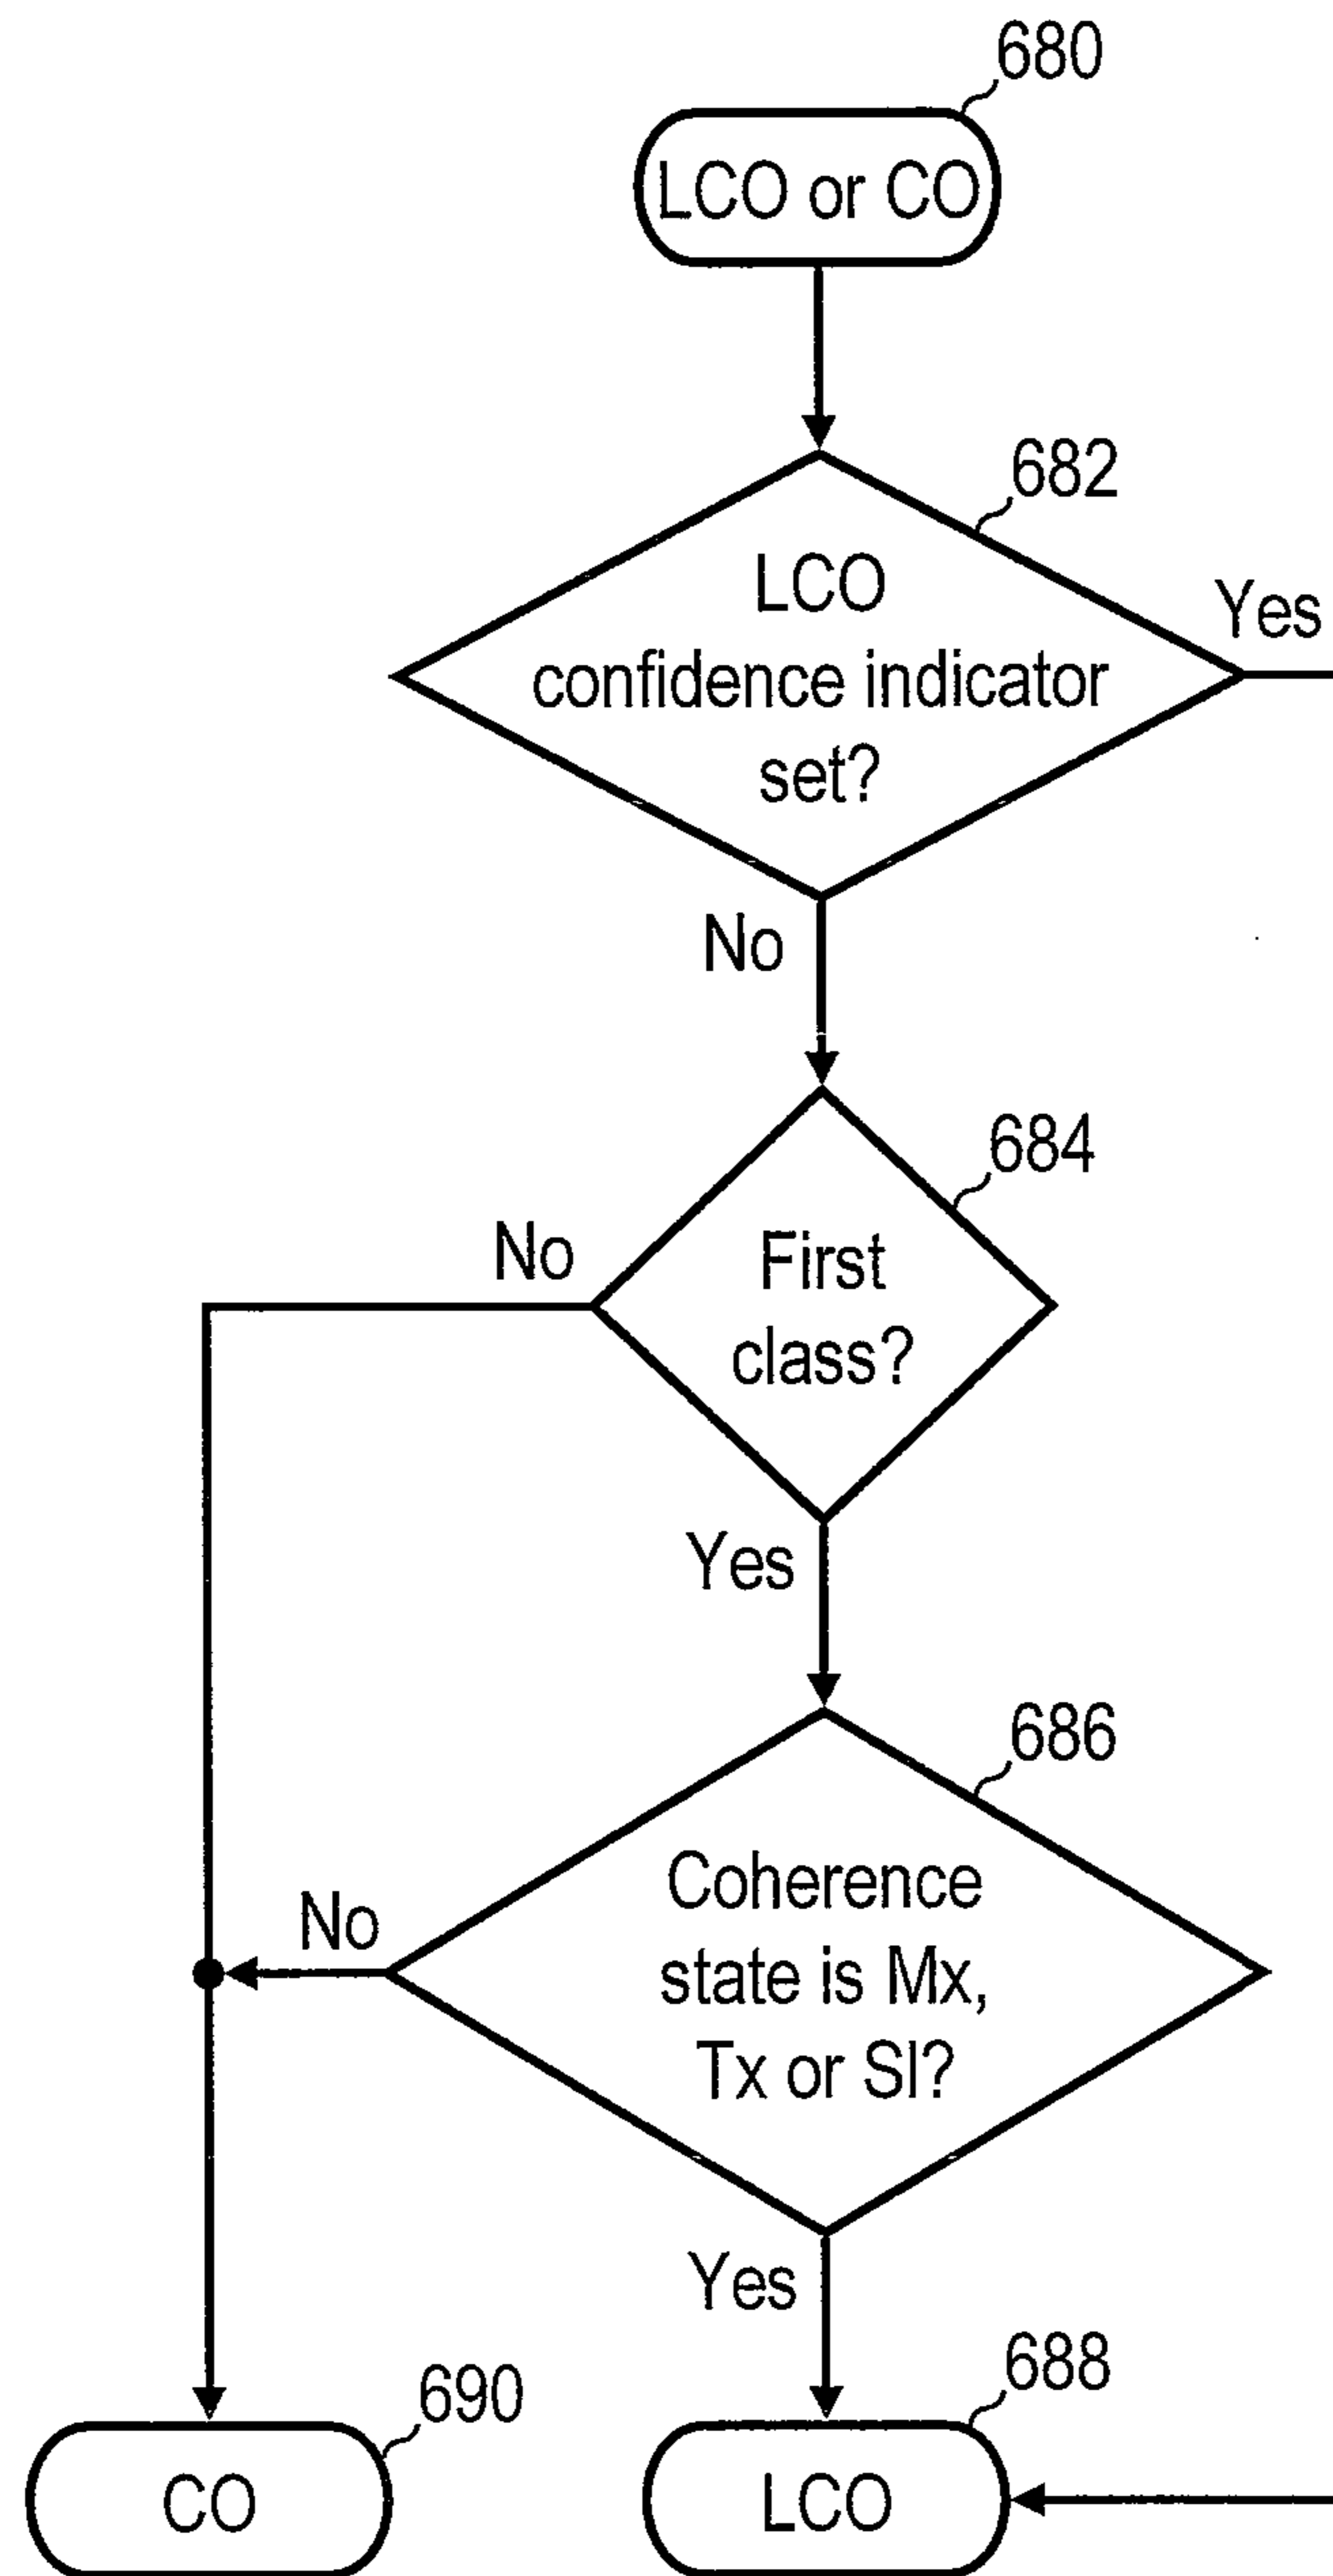 680
LCO or CO
682
LCO
confidence indicator
set?
Yes
No
684
First
class?
No
Yes
686
Coherence
state is Mx,
Tx or Sl?
No
Yes
690
CO
688
LCO